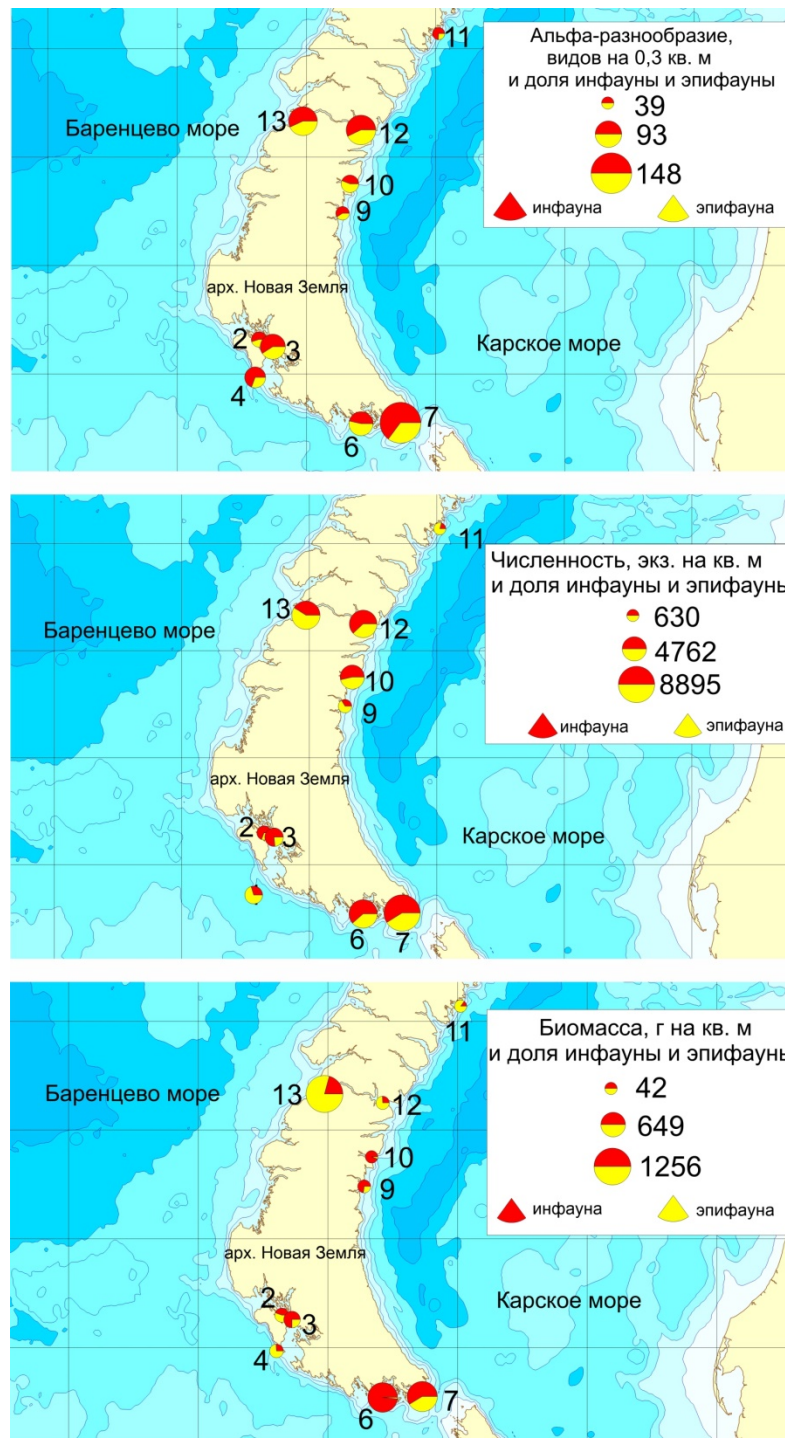 Альфа-разнообразие,
видов на 0,3 кв. м
и доля инфауны и эпифауны
39
93
148
инфауна эпифауна
11
Баренцево море
13
12
10
9
арх. Новая Земля
2
3
Карское море
4
7
6
Численность, экз. на кв. м
и доля инфауны и эпифаунь
630
4762
8895
инфауна эпифауна
11
13
Баренцево море
12
10
9
арх. Новая Земля
2
3
Карское море
6
7
Биомасса, г на кв. м
и доля инфауны и эпифаунь
42
649
1256
инфауна эпифауна
11
Баренцево море
13
12
10
9
арх. Новая Земля
2
Карское море
3
4
6
7